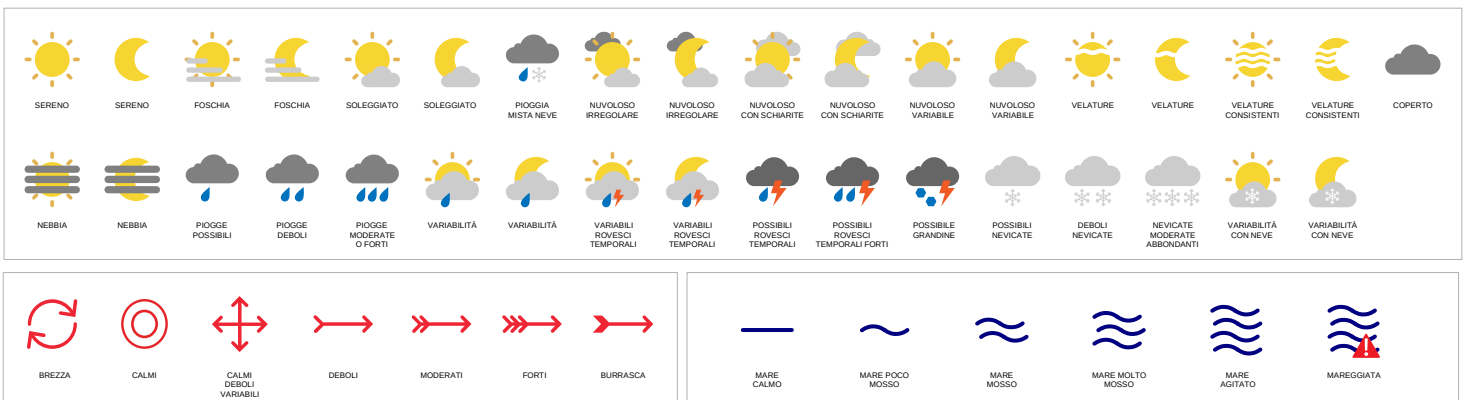 SERENO
SERENO
FOSCHIA
FOSCHIA
SOLEGGIATO
SOLEGGIATO
PIOGGIA
MISTA NEVE
NUVOLOSO
IRREGOLARE
NUVOLOSO
IRREGOLARE
NUVOLOSO
CON SCHIARITE
NUVOLOSO
CON SCHIARITE
NUVOLOSO
VARIABILE
NUVOLOSO
VARIABILE
VELATURE
VELATURE
VELATURE
CONSISTENTI
VELATURE
CONSISTENTI
COPERTO
NEBBIA
NEBBIA
PIOGGE
POSSIBILI
PIOGGE
DEBOLI
PIOGGE
MODERATE
O FORTI
VARIABILITÀ
VARIABILITÀ
VARIABILI
ROVESCI
TEMPORALI
VARIABILI
ROVESCI
TEMPORALI
POSSIBILI
ROVESCI
TEMPORALI
POSSIBILI
ROVESCI
TEMPORALI FORTI
POSSIBILE
GRANDINE
POSSIBILI
NEVICATE
DEBOLI
NEVICATE
NEVICATE
MODERATE
ABBONDANTI
VARIABILITÀ
CON NEVE
VARIABILITÀ
CON NEVE
BREZZA
CALMI
CALMI
DEBOLI
VARIABILI
DEBOLI
MODERATI
FORTI
BURRASCA
MARE
CALMO
MARE POCO
MOSSO
MARE
MOSSO
MARE MOLTO
MOSSO
MARE
AGITATO
MAREGGIATA